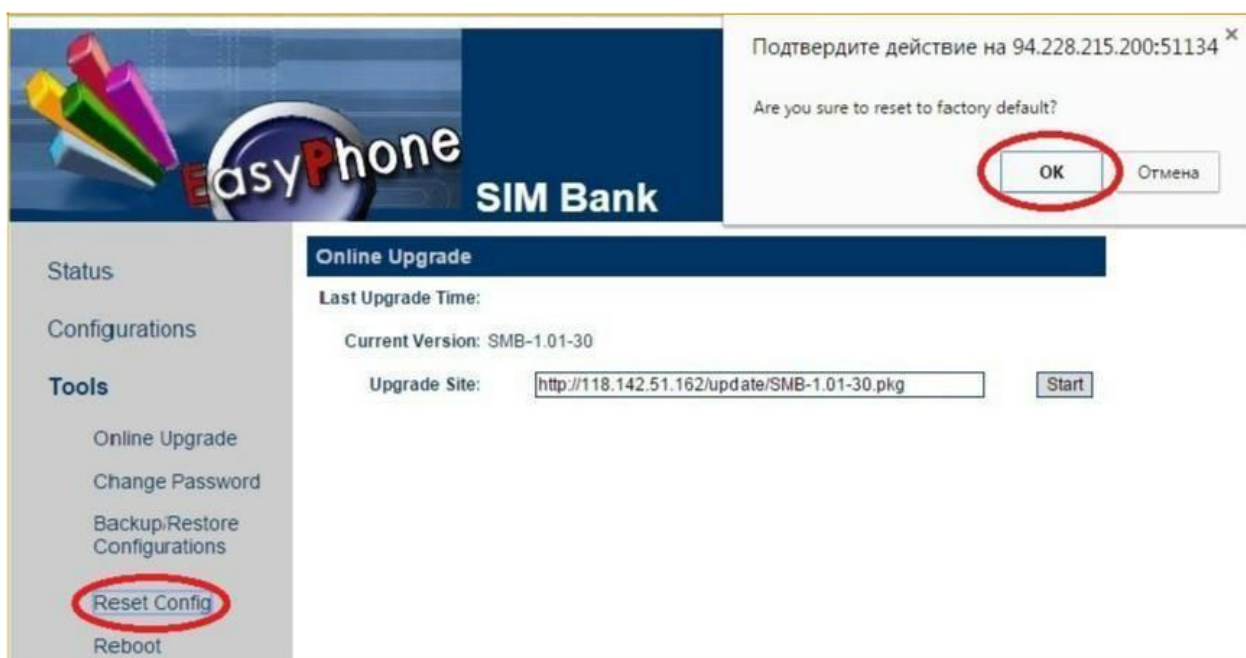 EasyPhone
SIM Bank
Подтвердите действие на 94.228.215.200:51134 ×
Are you sure to reset to factory default?
OK Отмена
Status
Configurations
Tools
Online Upgrade
Change Password
Backup/Restore
Configurations
Reset Config
Reboot
Online Upgrade
Last Upgrade Time:
Current Version: SMB-1.01-30
Upgrade Site: http://118.142.51.162/update/SMB-1.01-30.pkg Start